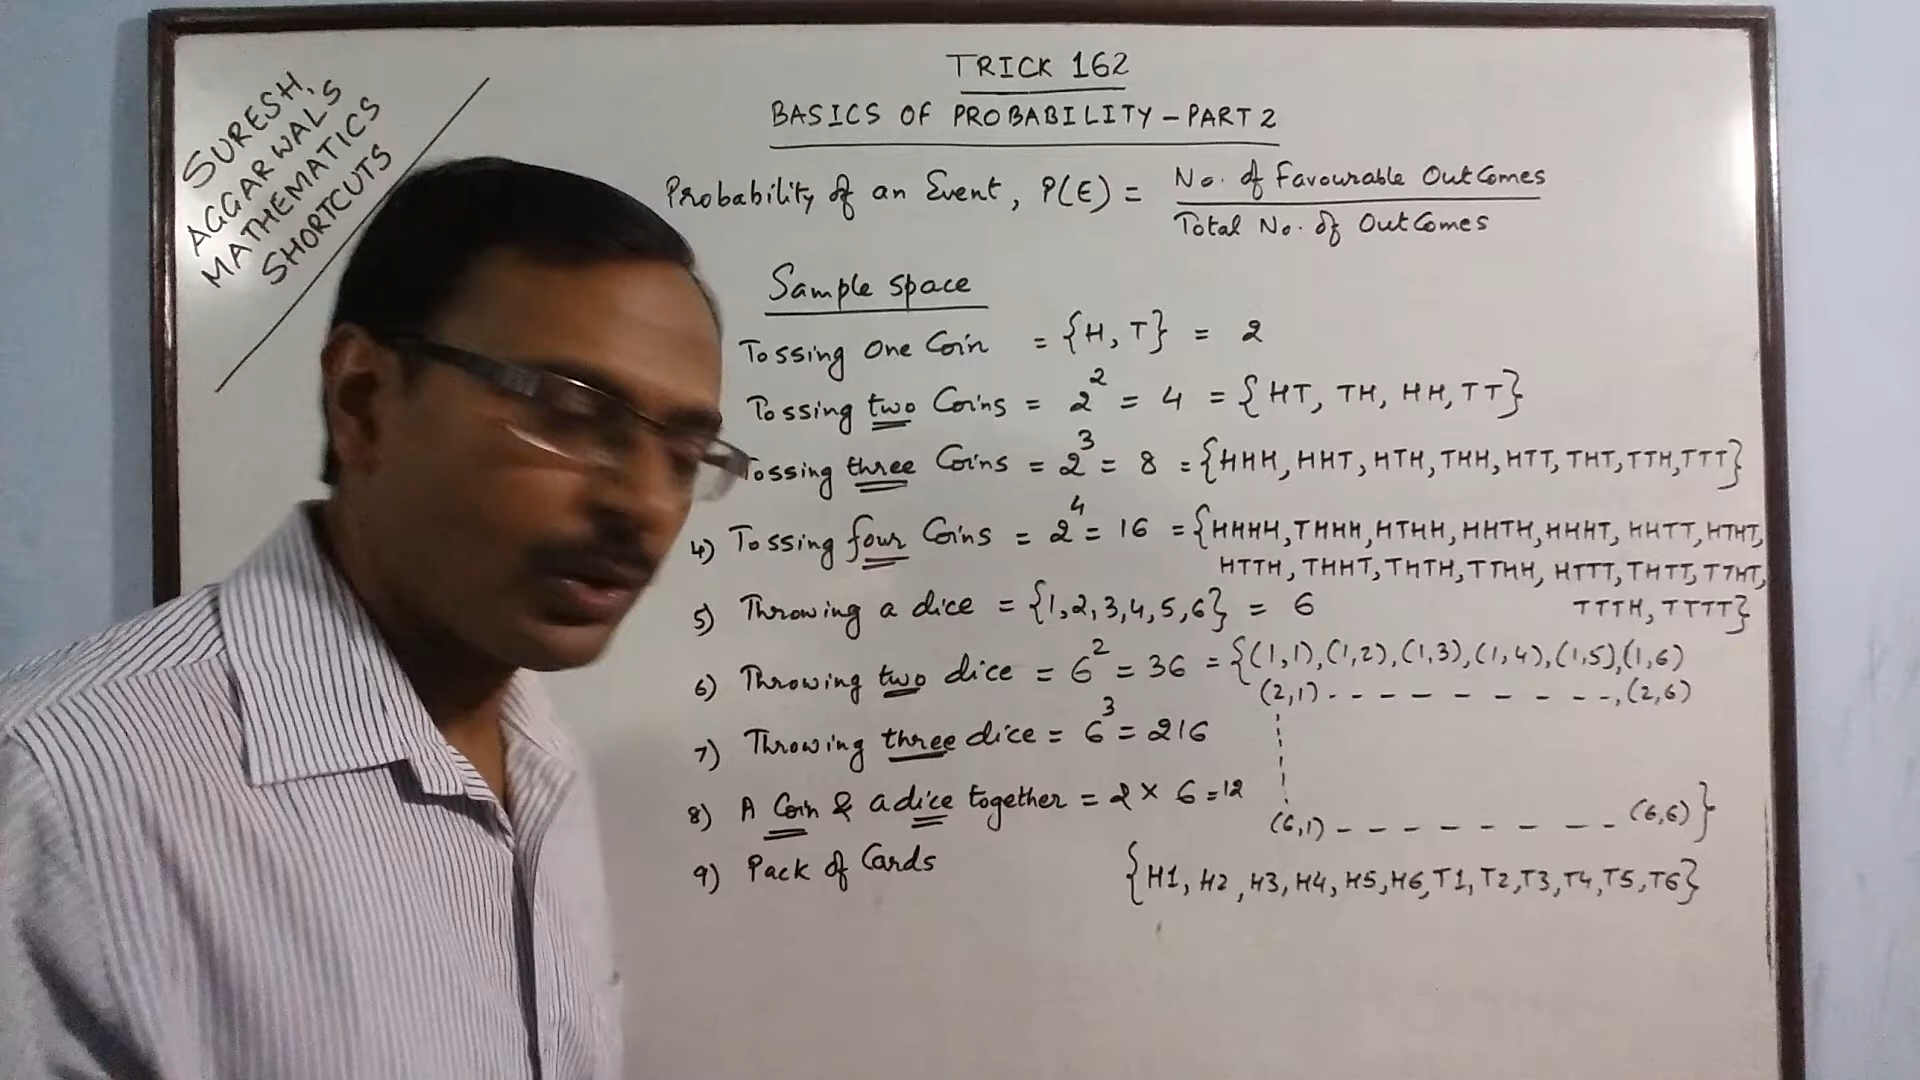 SURESH
AGGARWAL'S
MATHEMATICS
SHORTCUTS
TRICK 162
BASICS OF PROBABILITY - PART 2
Probability of an Event, P(E) = No. of Favourable Outcomes
Total No. of Outcomes
Sample space
Tossing One Coin = {H, T} = 2
Tossing two Coins = 2² = 4 = {HT, TH, HH, TT}
Tossing three Coins = 2³ = 8 = {HHH, HHT, HTH, THH, HTT, THT, TTH, TTT}
4) Tossing four Coins = 2⁴ = 16 = {HHHH, THHH, HTHH, HHTH, HHHT, HHTT, HTHT,
HTTH, THHT, THTH, TTHH, HTTT, THTT, TTHT,
5) Throwing a dice = {1,2,3,4,5,6} = 6 TTTH, TTTT}
6) Throwing two dice = 6² = 36 = {(1,1), (1,2), (1,3), (1,4), (1,5), (1,6)
(2,1) - - - - - - - - -, (2,6)
7) Throwing three dice = 6³ = 216
8) A Coin & a dice together = 2 × 6 = 12
(6,1) - - - - - - - - (6,6)}
9) Pack of Cards
{H1, H2, H3, H4, H5, H6, T1, T2, T3, T4, T5, T6}